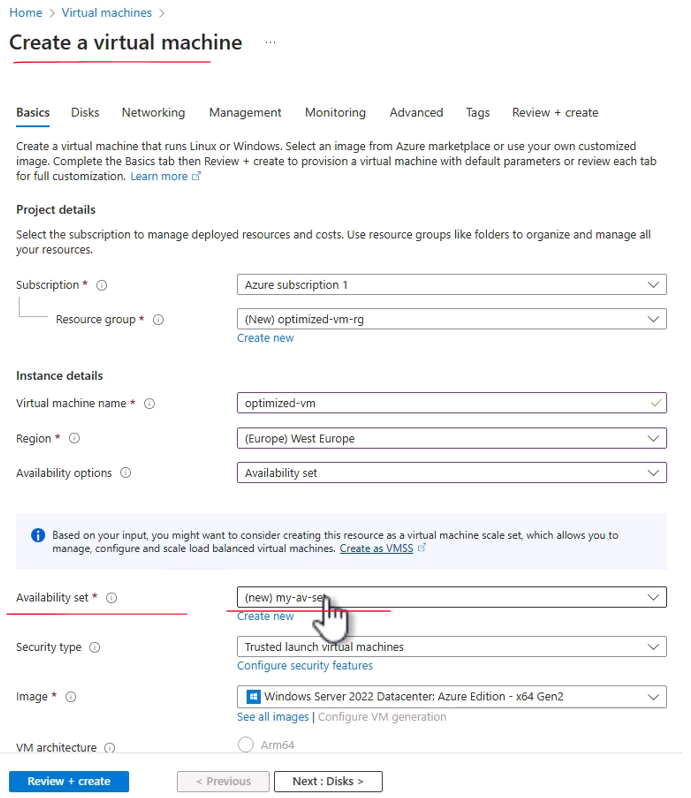 Home > Virtual machines >
Create a virtual machine ...
Basics Disks Networking Management Monitoring Advanced Tags Review + create
Create a virtual machine that runs Linux or Windows. Select an image from Azure marketplace or use your own customized
image. Complete the Basics tab then Review + create to provision a virtual machine with default parameters or review each tab
for full customization. Learn more
Project details
Select the subscription to manage deployed resources and costs. Use resource groups like folders to organize and manage all
your resources.
Subscription * Azure subscription 1
Resource group * (New) optimized-vm-rg
Create new
Instance details
Virtual machine name * optimized-vm
Region * (Europe) West Europe
Availability options Availability set
Based on your input, you might want to consider creating this resource as a virtual machine scale set, which allows you to
manage, configure and scale load balanced virtual machines. Create as VMSS
Availability set * (new) my-av-set
Create new
Security type Trusted launch virtual machines
Configure security features
Image * Windows Server 2022 Datacenter: Azure Edition - x64 Gen2
See all images | Configure VM generation
VM architecture Arm64
Review + create < Previous Next : Disks >